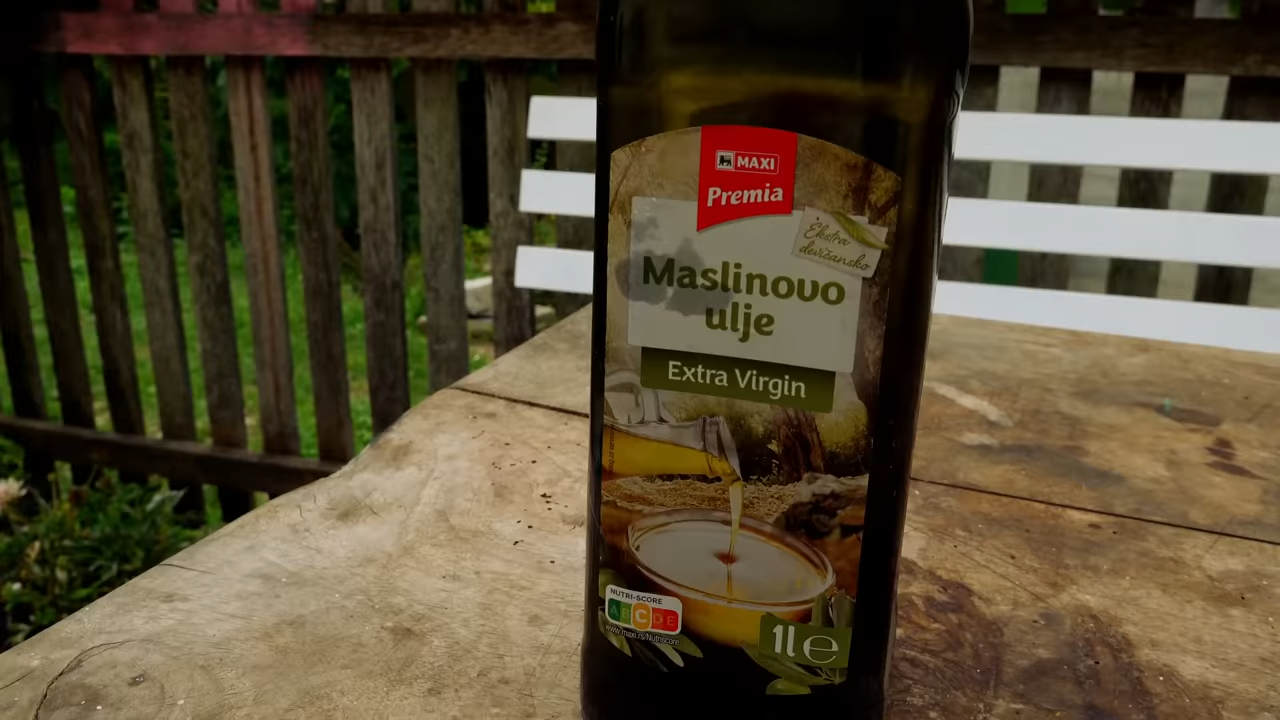 MAXI
Premia
Ekstra
devičansko
Maslinovo
ulje
Extra Virgin
NUTRI-SCORE
A B C D E
www.maxi.rs/Nutriscore
1l e